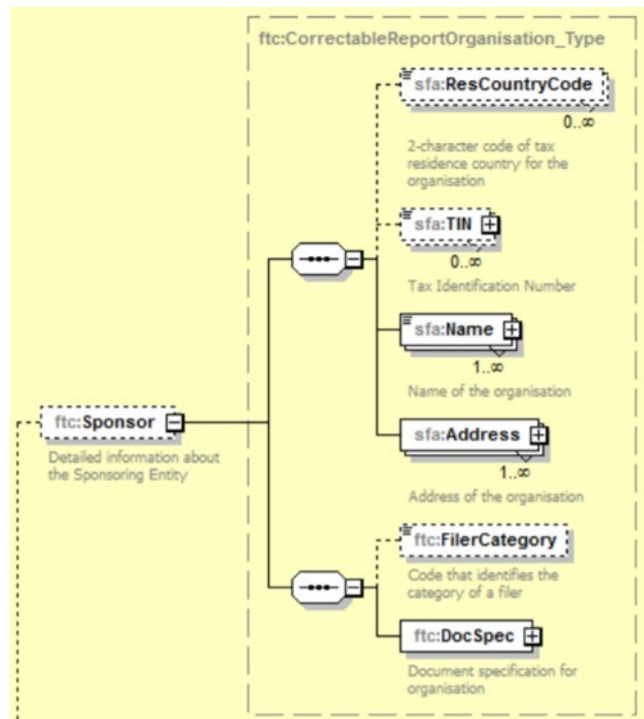 ftc:CorrectableReportOrganisation_Type
sfa:ResCountryCode
0..∞
2-character code of tax
residence country for the
organisation
sfa:TIN
0..∞
Tax Identification Number
sfa:Name
1..∞
Name of the organisation
ftc:Sponsor
Detailed information about
the Sponsoring Entity
sfa:Address
1..∞
Address of the organisation
ftc:FilerCategory
Code that identifies the
category of a filer
ftc:DocSpec
Document specification for
organisation